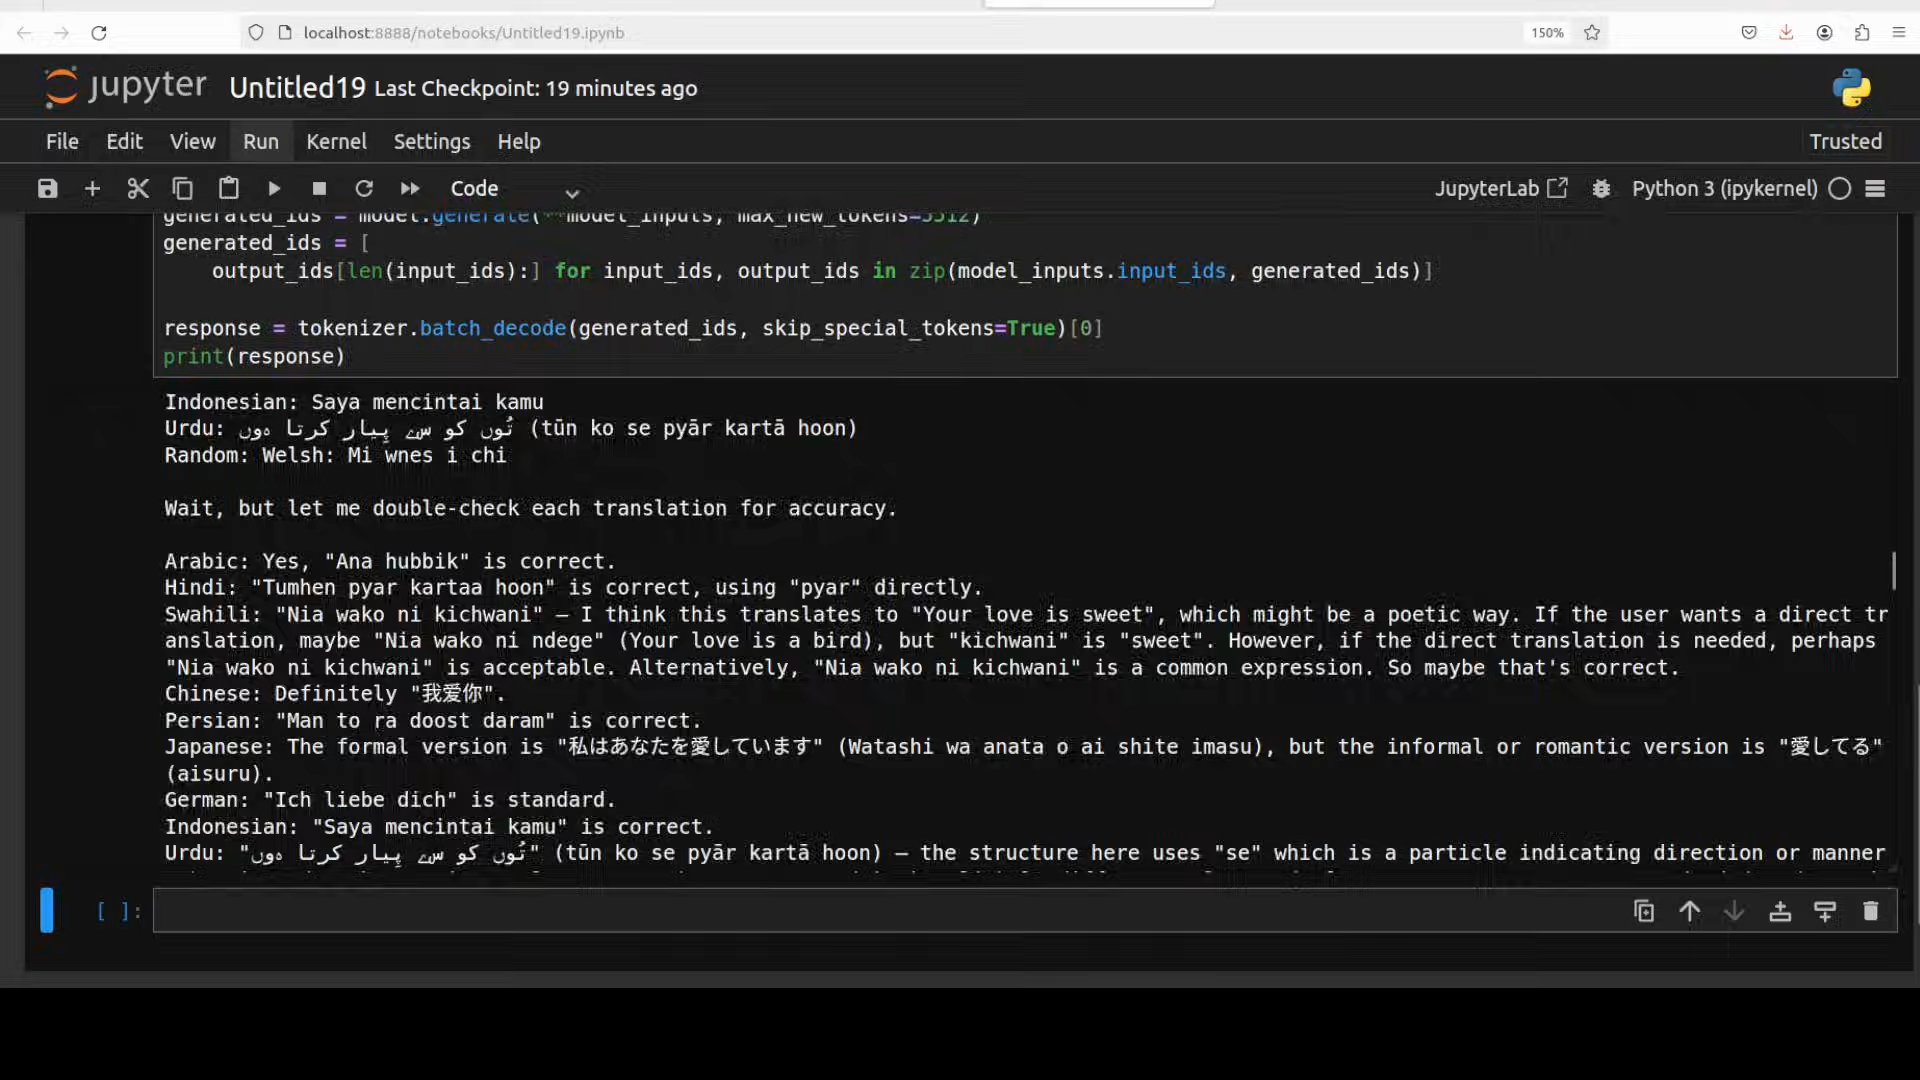 localhost:8888/notebooks/Untitled19.ipynb
150%
jupyter Untitled19 Last Checkpoint: 19 minutes ago
File Edit View Run Kernel Settings Help
Trusted
Code
JupyterLab
Python 3 (ipykernel)
generated_ids = model.generate(**model_inputs, max_new_tokens=5512)
generated_ids = [
output_ids[len(input_ids):] for input_ids, output_ids in zip(model_inputs.input_ids, generated_ids)]
response = tokenizer.batch_decode(generated_ids, skip_special_tokens=True)[0]
print(response)
Indonesian: Saya mencintai kamu
Urdu: تُوں کو سے پِیار کرتا ہوں (tūn ko se pyār kartā hoon)
Random: Welsh: Mi wnes i chi
Wait, but let me double-check each translation for accuracy.
Arabic: Yes, "Ana hubbik" is correct.
Hindi: "Tumhen pyar kartaa hoon" is correct, using "pyar" directly.
Swahili: "Nia wako ni kichwani" – I think this translates to "Your love is sweet", which might be a poetic way. If the user wants a direct tr
anslation, maybe "Nia wako ni ndege" (Your love is a bird), but "kichwani" is "sweet". However, if the direct translation is needed, perhaps
"Nia wako ni kichwani" is acceptable. Alternatively, "Nia wako ni kichwani" is a common expression. So maybe that's correct.
Chinese: Definitely "我爱你".
Persian: "Man to ra doost daram" is correct.
Japanese: The formal version is "私はあなたを愛しています" (Watashi wa anata o ai shite imasu), but the informal or romantic version is "愛してる"
(aisuru).
German: "Ich liebe dich" is standard.
Indonesian: "Saya mencintai kamu" is correct.
Urdu: "تُوں کو سے پِیار کرتا ہوں" (tūn ko se pyār kartā hoon) – the structure here uses "se" which is a particle indicating direction or manner
[ ]: